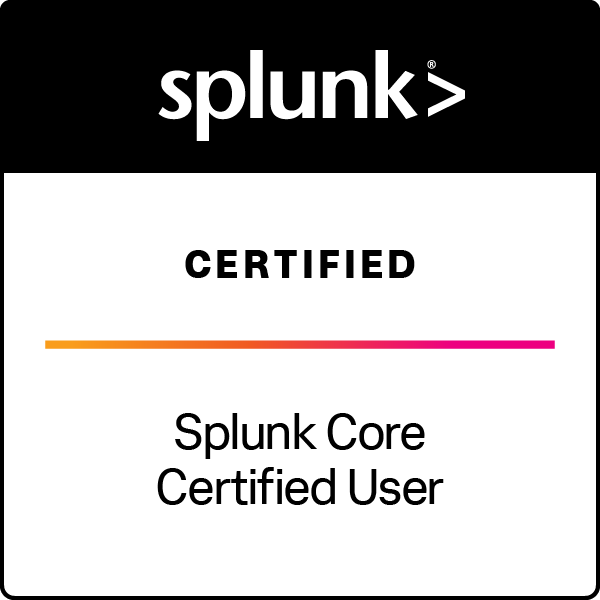 splunk>®
CERTIFIED
Splunk Core
Certified User